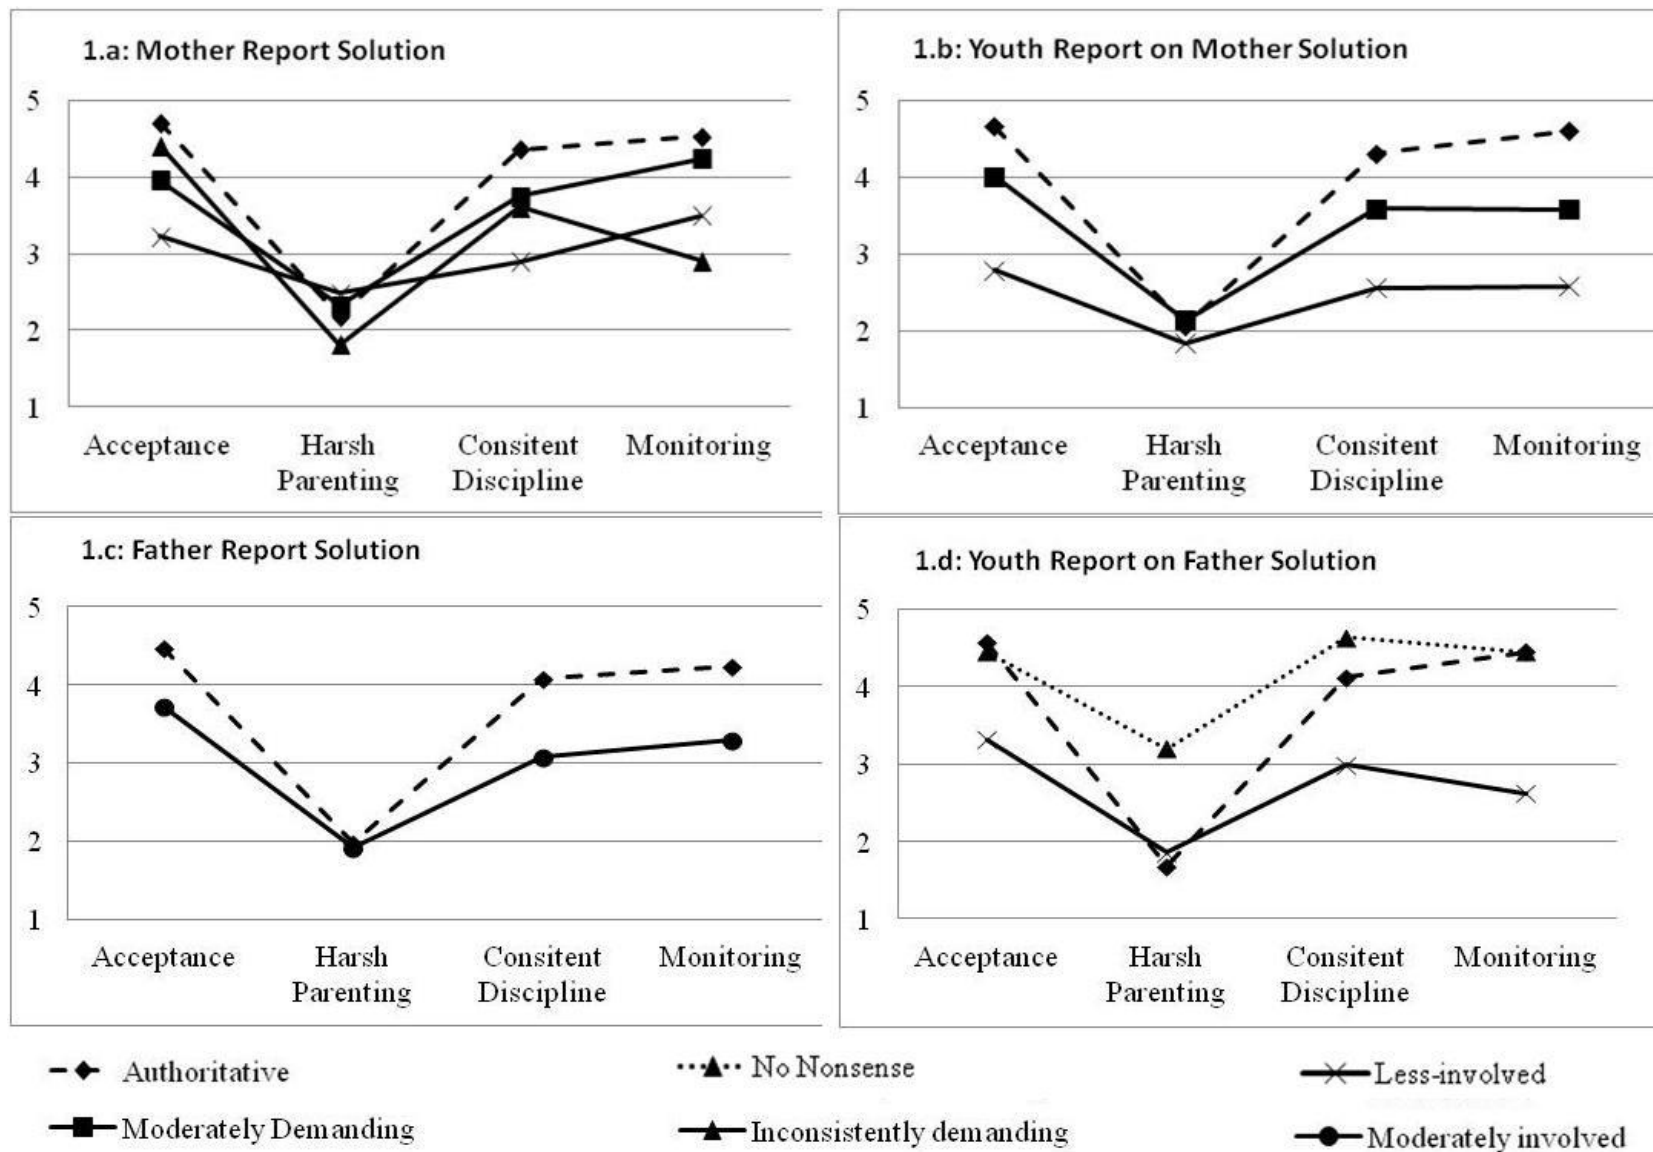 1.a: Mother Report Solution
5
4
3
2
1
Acceptance Harsh Consitent Monitoring
Parenting Discipline
1.b: Youth Report on Mother Solution
5
4
3
2
1
Acceptance Harsh Consitent Monitoring
Parenting Discipline
1.c: Father Report Solution
5
4
3
2
1
Acceptance Harsh Consitent Monitoring
Parenting Discipline
1.d: Youth Report on Father Solution
5
4
3
2
1
Acceptance Harsh Consitent Monitoring
Parenting Discipline
Authoritative No Nonsense Less-involved
Moderately Demanding Inconsistently demanding Moderately involved